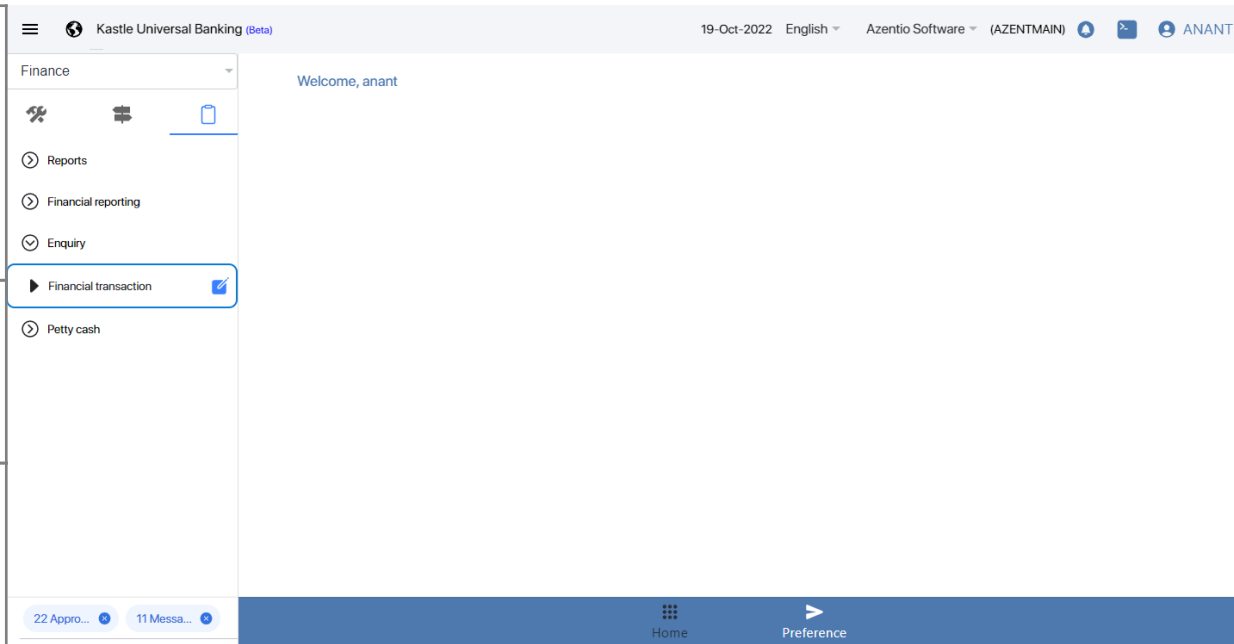 Kastle Universal Banking (Beta)
19-Oct-2022 English Azentio Software (AZENTMAIN) ANANT
Finance
Welcome, anant
Reports
Financial reporting
Enquiry
Financial transaction
Petty cash
22 Appro... 11 Messa...
Home Preference